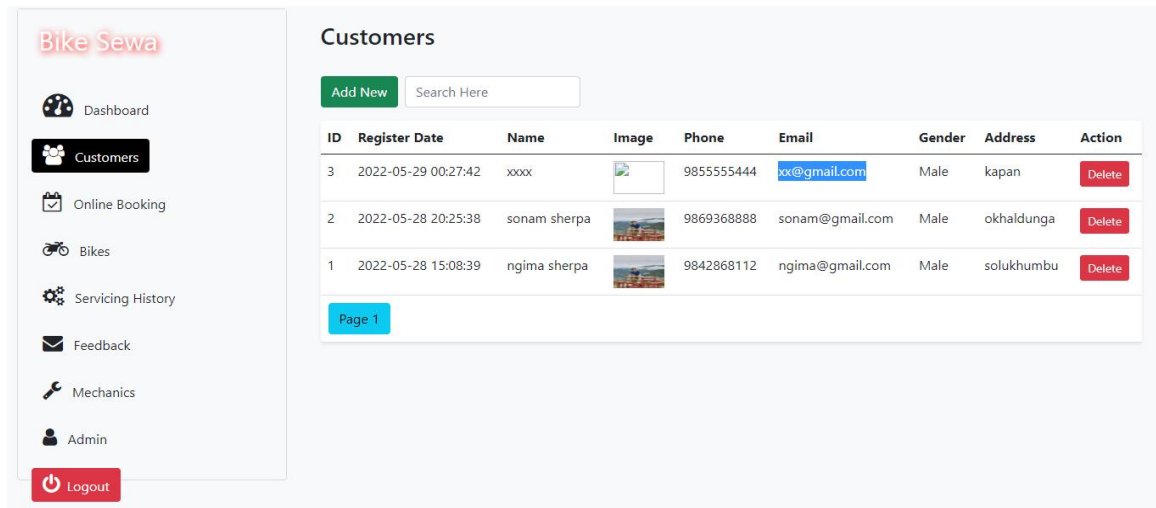 Bike Sewa
Dashboard
Customers
Online Booking
Bikes
Servicing History
Feedback
Mechanics
Admin
Logout
Customers
Add New Search Here
ID Register Date Name Image Phone Email Gender Address Action
3 2022-05-29 00:27:42 xxxx 9855555444 xx@gmail.com Male kapan Delete
2 2022-05-28 20:25:38 sonam sherpa 9869368888 sonam@gmail.com Male okhaldunga Delete
1 2022-05-28 15:08:39 ngima sherpa 9842868112 ngima@gmail.com Male solukhumbu Delete
Page 1